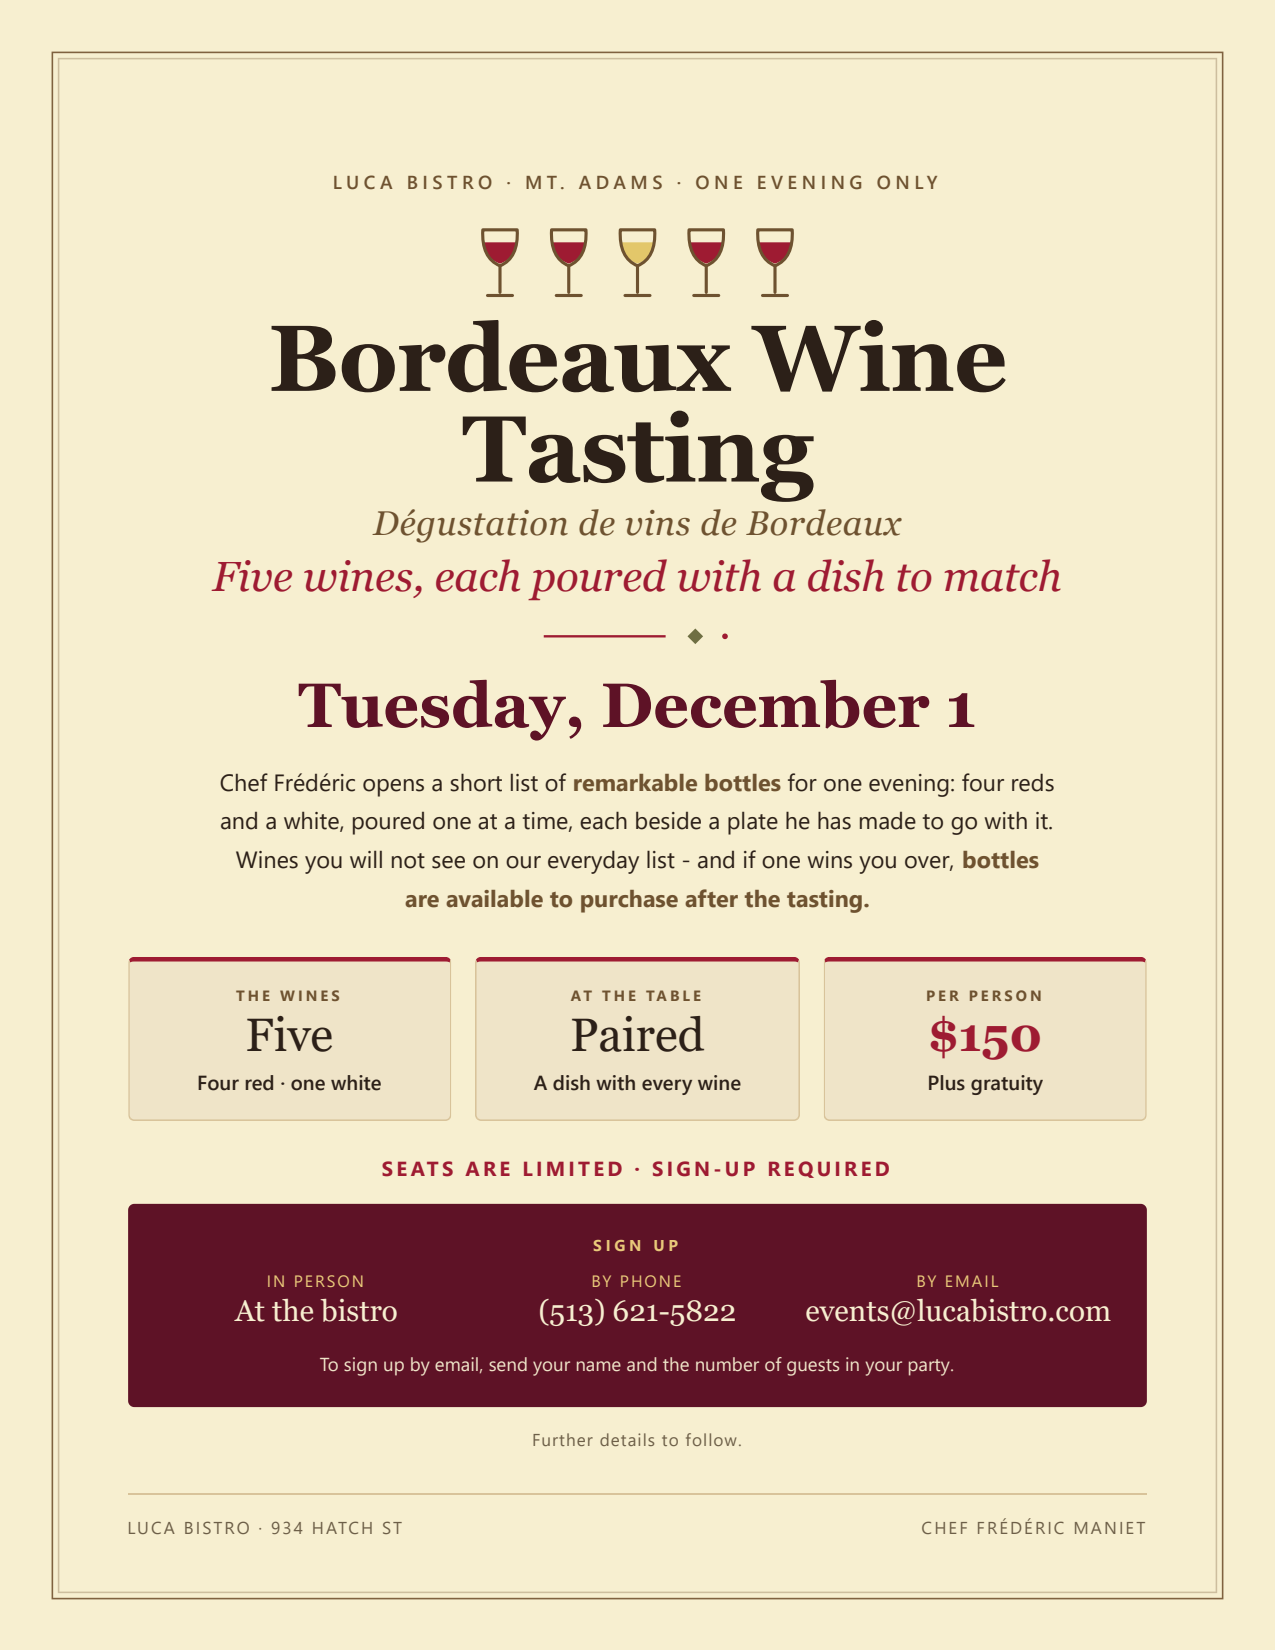 LUCA BISTRO · MT. ADAMS · ONE EVENING ONLY
Bordeaux Wine
Tasting
Dégustation de vins de Bordeaux
Five wines, each poured with a dish to match
Tuesday, December 1
Chef Frédéric opens a short list of remarkable bottles for one evening: four reds
and a white, poured one at a time, each beside a plate he has made to go with it.
Wines you will not see on our everyday list - and if one wins you over, bottles
are available to purchase after the tasting.
THE WINES
Five
Four red · one white
AT THE TABLE
Paired
A dish with every wine
PER PERSON
$150
Plus gratuity
SEATS ARE LIMITED · SIGN-UP REQUIRED
SIGN UP
IN PERSON
At the bistro
BY PHONE
(513) 621-5822
BY EMAIL
events@lucabistro.com
To sign up by email, send your name and the number of guests in your party.
Further details to follow.
LUCA BISTRO · 934 HATCH ST
CHEF FRÉDÉRIC MANIET